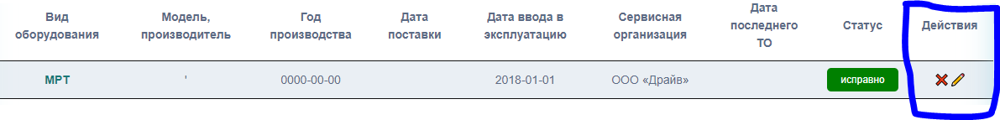 Вид оборудования
Модель, производитель
Год производства
Дата поставки
Дата ввода в эксплуатацию
Сервисная организация
Дата последнего ТО
Статус
Действия
МРТ ' 0000-00-00 2018-01-01 ООО «Драйв» исправно